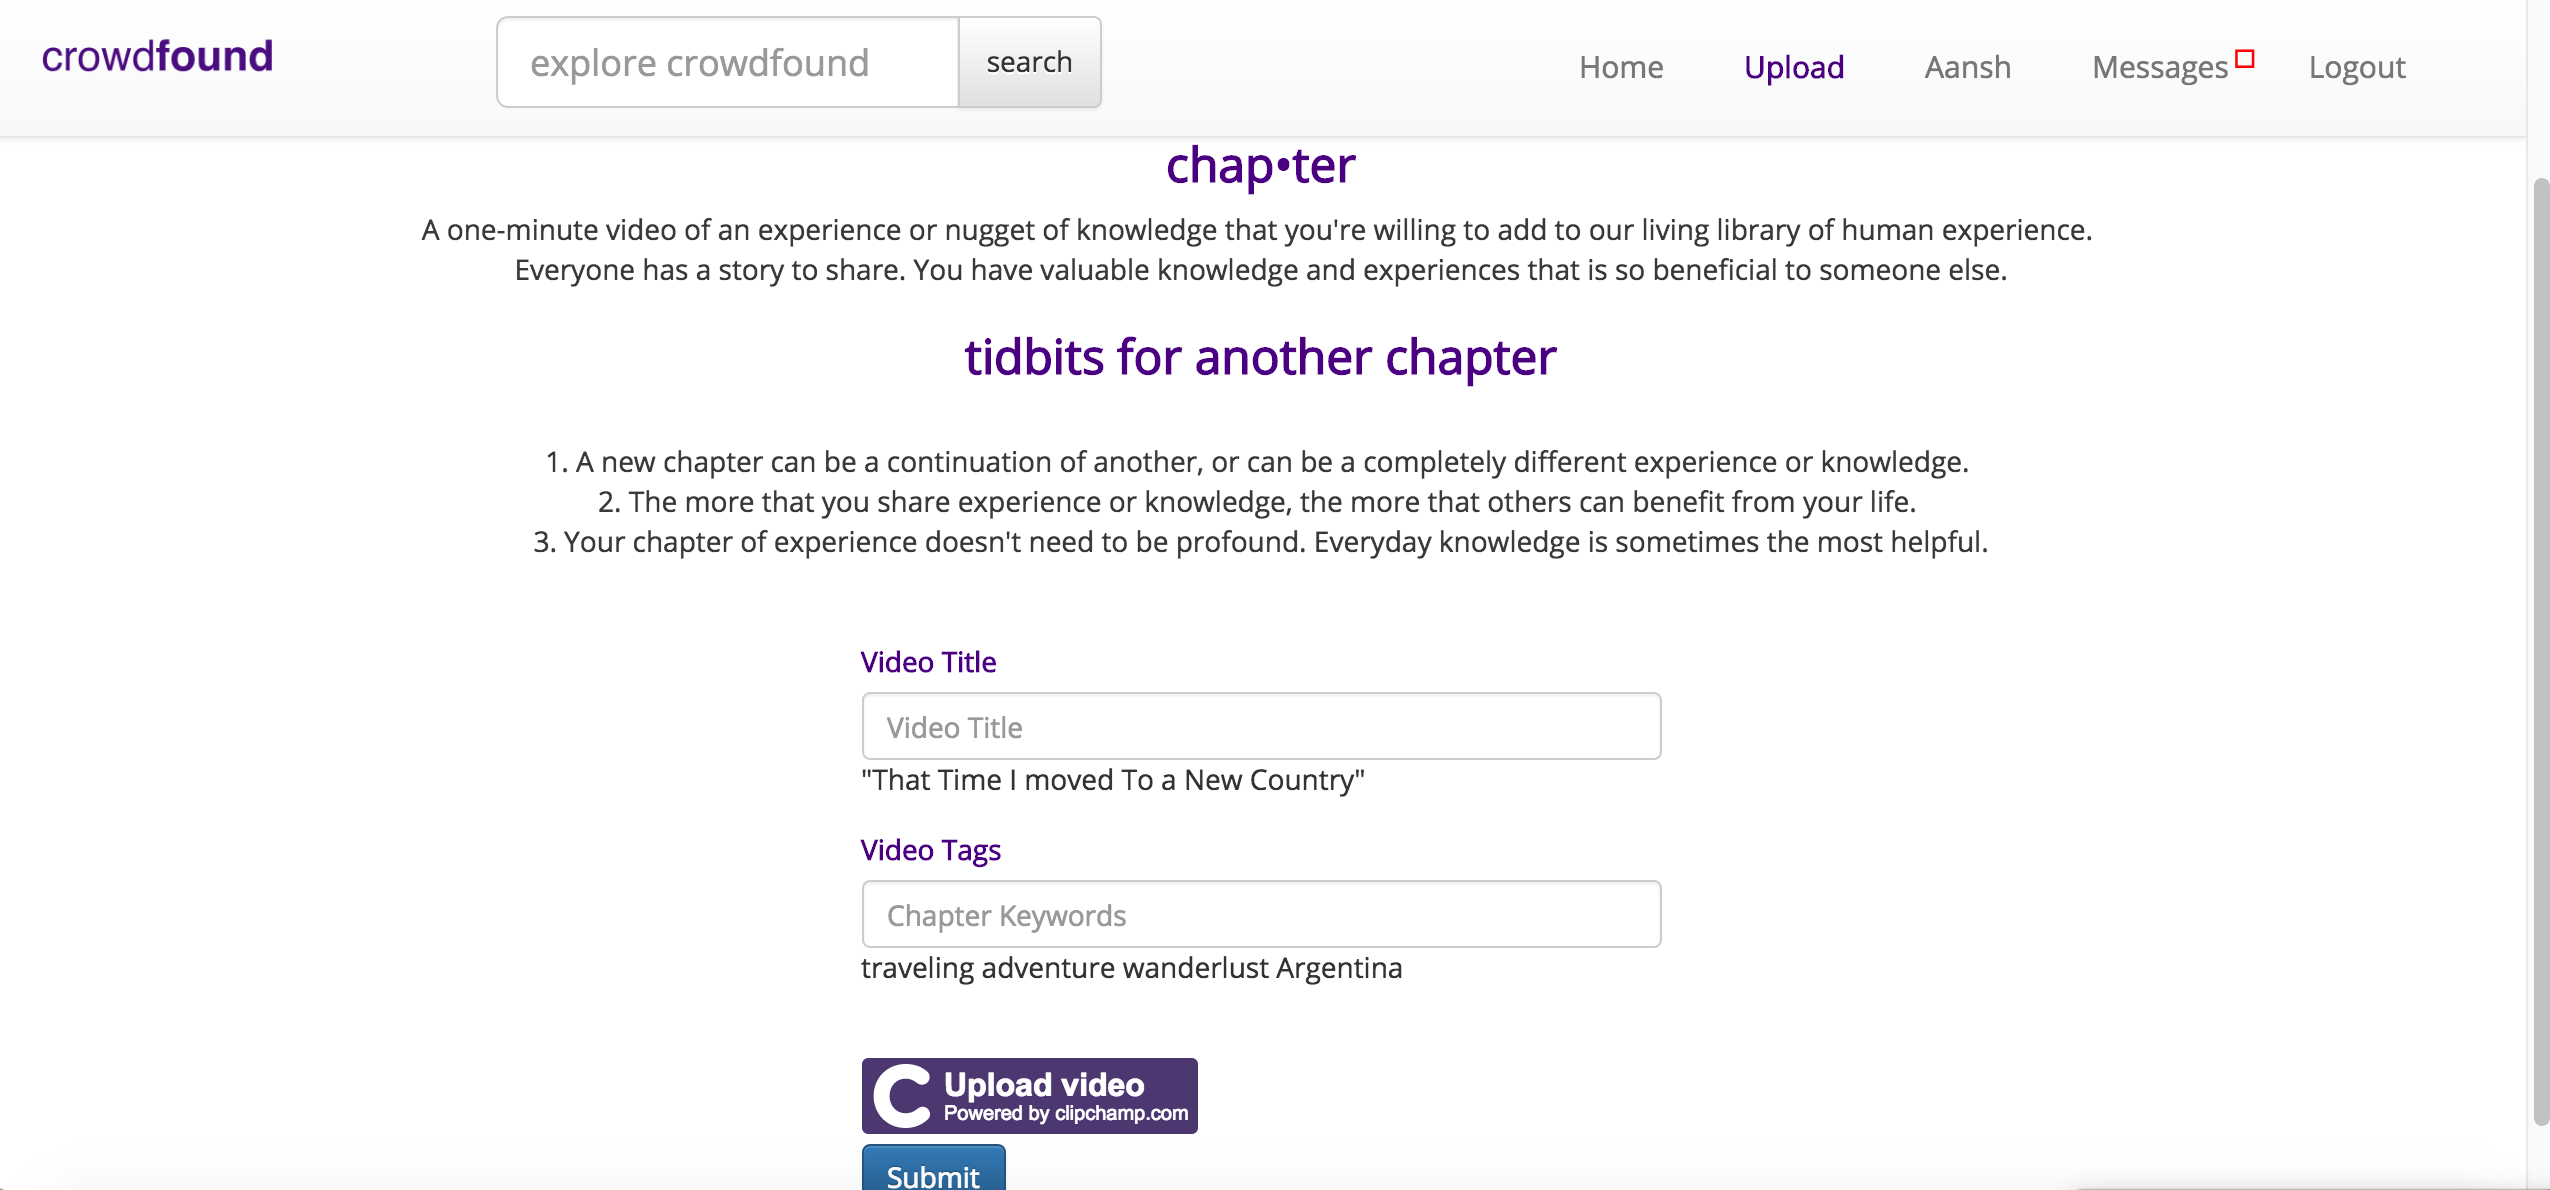 crowdfound
explore crowdfound
search
Home
Upload
Aansh
Messages
Logout
chap•ter
A one-minute video of an experience or nugget of knowledge that you're willing to add to our living library of human experience.
Everyone has a story to share. You have valuable knowledge and experiences that is so beneficial to someone else.
tidbits for another chapter
1. A new chapter can be a continuation of another, or can be a completely different experience or knowledge.
2. The more that you share experience or knowledge, the more that others can benefit from your life.
3. Your chapter of experience doesn't need to be profound. Everyday knowledge is sometimes the most helpful.
Video Title
Video Title
"That Time I moved To a New Country"
Video Tags
Chapter Keywords
traveling adventure wanderlust Argentina
C
Upload video
Powered by clipchamp.com
Submit